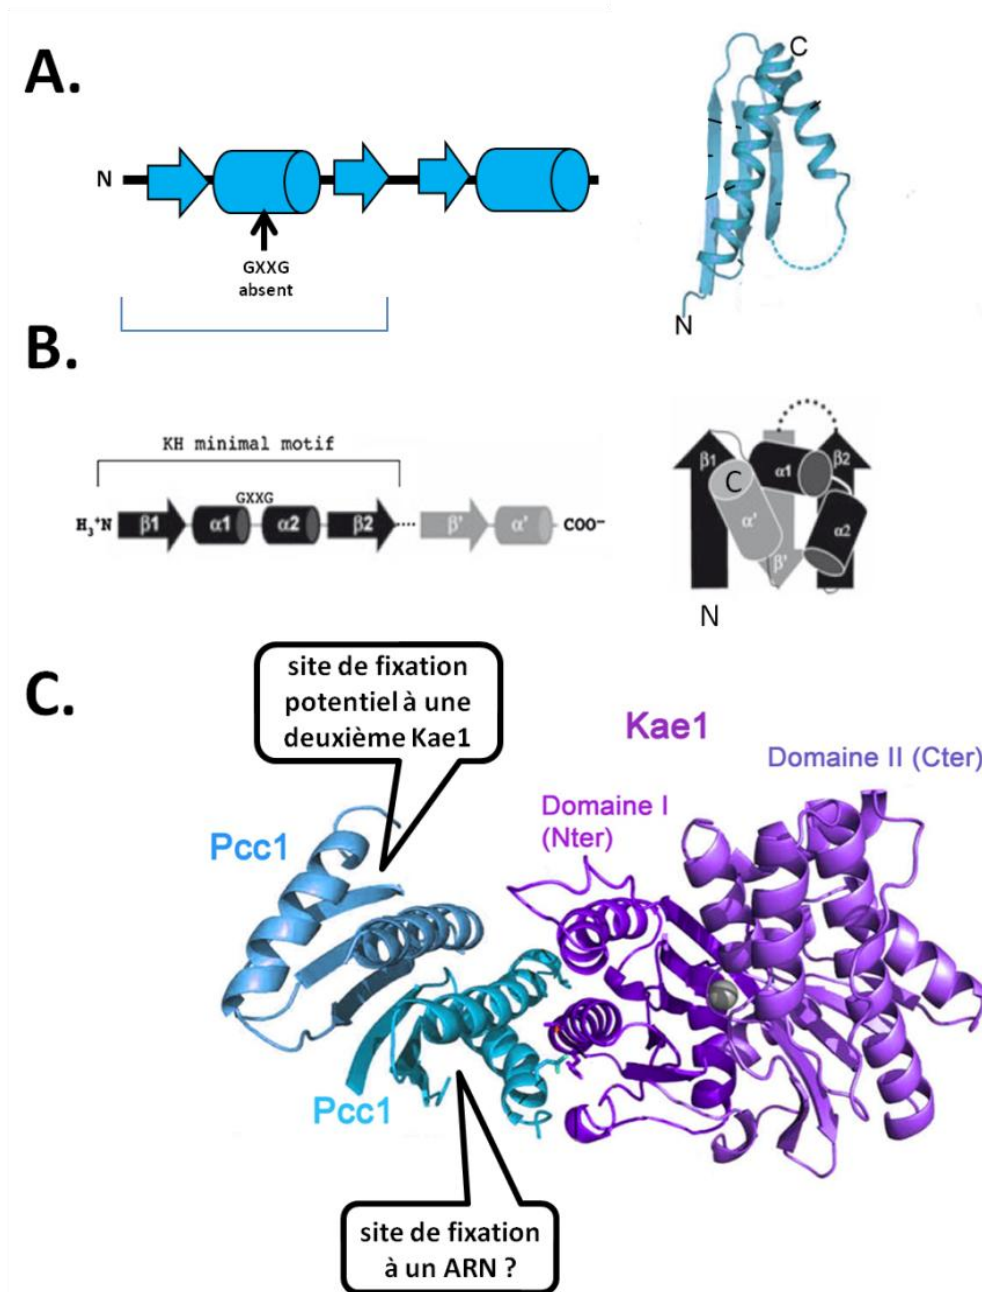 A.
C
N
GXXG
absent
N
B.
KH minimal motif
GXXG
H₃⁺N β1 α1 α2 β2 β' α' COO⁻
β1 α1 β2
C
α'
α2
β'
N
C.
site de fixation
potentiel à une
deuxième Kae1
Kae1
Domaine II (Cter)
Domaine I
(Nter)
Pcc1
Pcc1
site de fixation
à un ARN ?